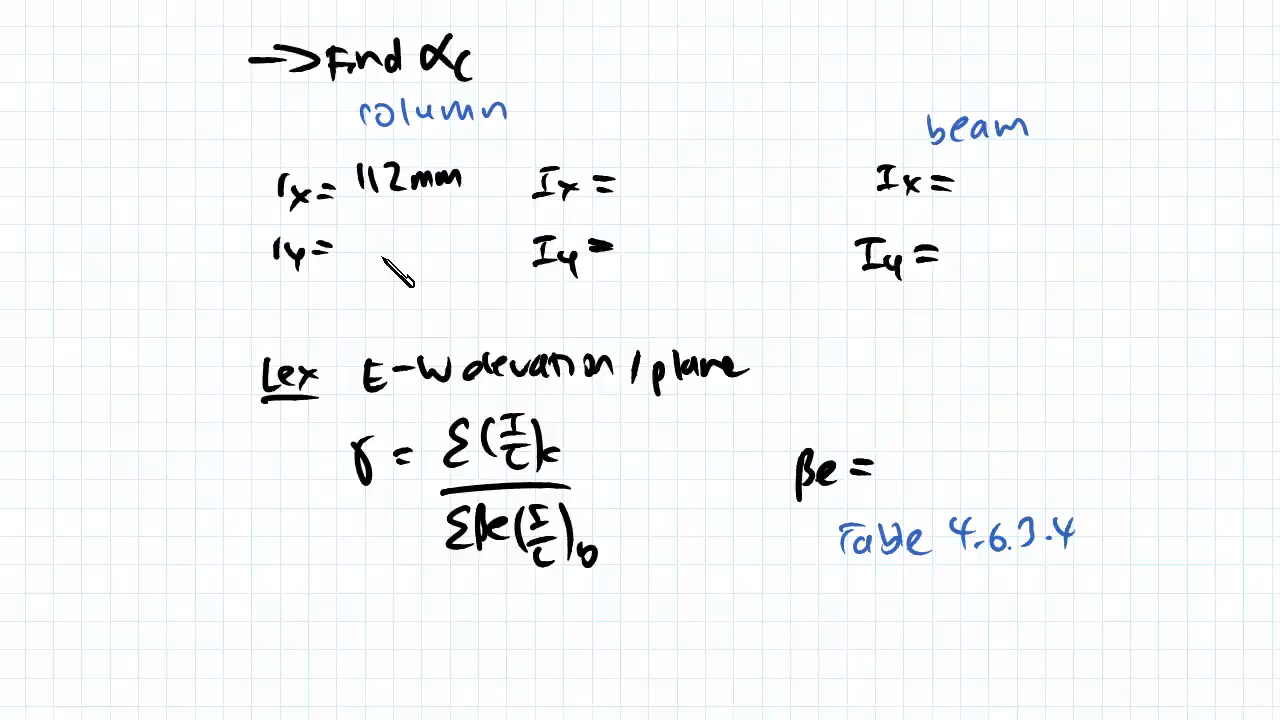 → Find αc
column
beam
rx = 112mm Ix = Ix =
ry = Iy = Iy =
Lex E-W elevation / plane
γ = Σ(I/L)c / Σβe(I/L)b
βe =
Table 4.6.3.4